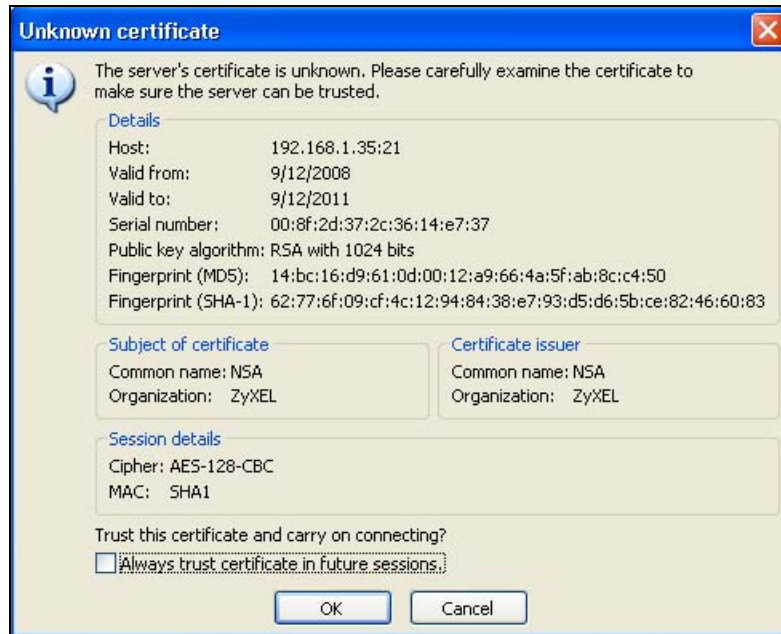 Unknown certificate
The server's certificate is unknown. Please carefully examine the certificate to
make sure the server can be trusted.
Details
Host: 192.168.1.35:21
Valid from: 9/12/2008
Valid to: 9/12/2011
Serial number: 00:8f:2d:37:2c:36:14:e7:37
Public key algorithm: RSA with 1024 bits
Fingerprint (MD5): 14:bc:16:d9:61:0d:00:12:a9:66:4a:5f:ab:8c:c4:50
Fingerprint (SHA-1): 62:77:6f:09:cf:4c:12:94:84:38:e7:93:d5:d6:5b:ce:82:46:60:83
Subject of certificate
Common name: NSA
Organization: ZyXEL
Certificate issuer
Common name: NSA
Organization: ZyXEL
Session details
Cipher: AES-128-CBC
MAC: SHA1
Trust this certificate and carry on connecting?
Always trust certificate in future sessions.
OK
Cancel